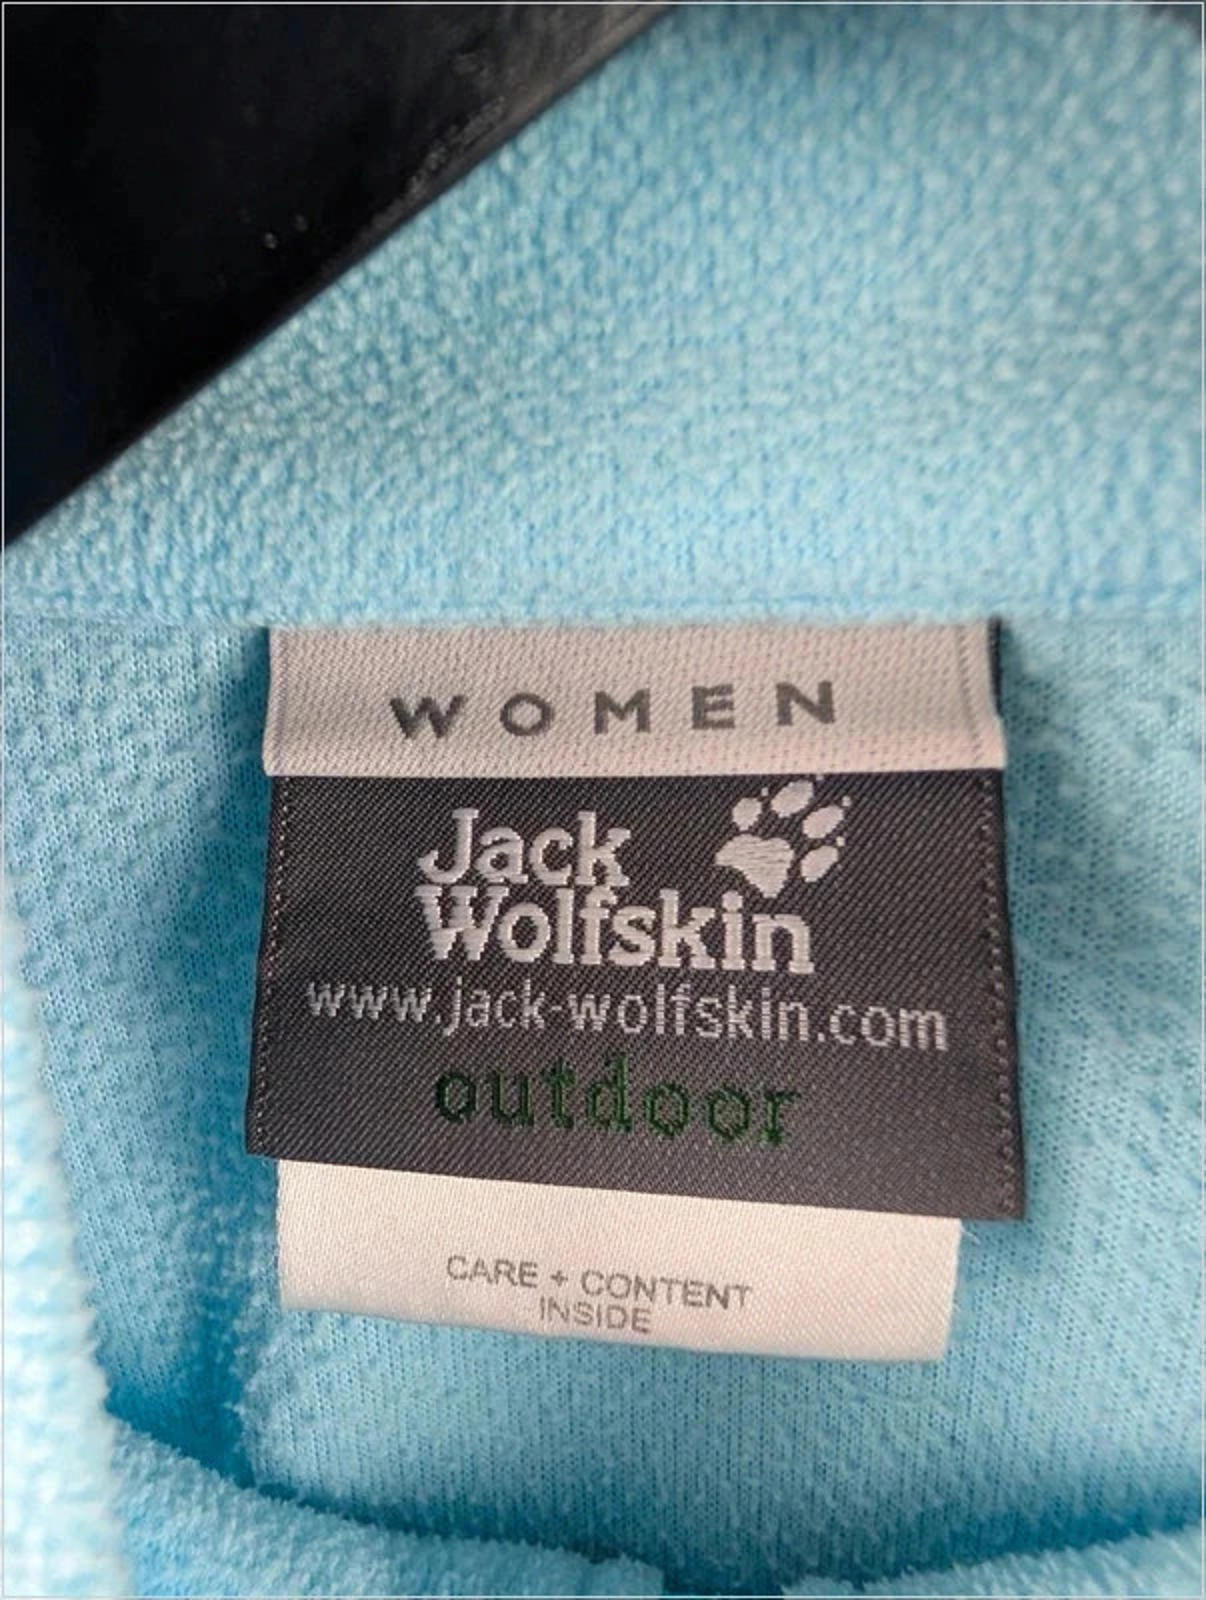 WOMEN
Jack
Wolfskin
www.jack-wolfskin.com
outdoor
CARE + CONTENT
INSIDE